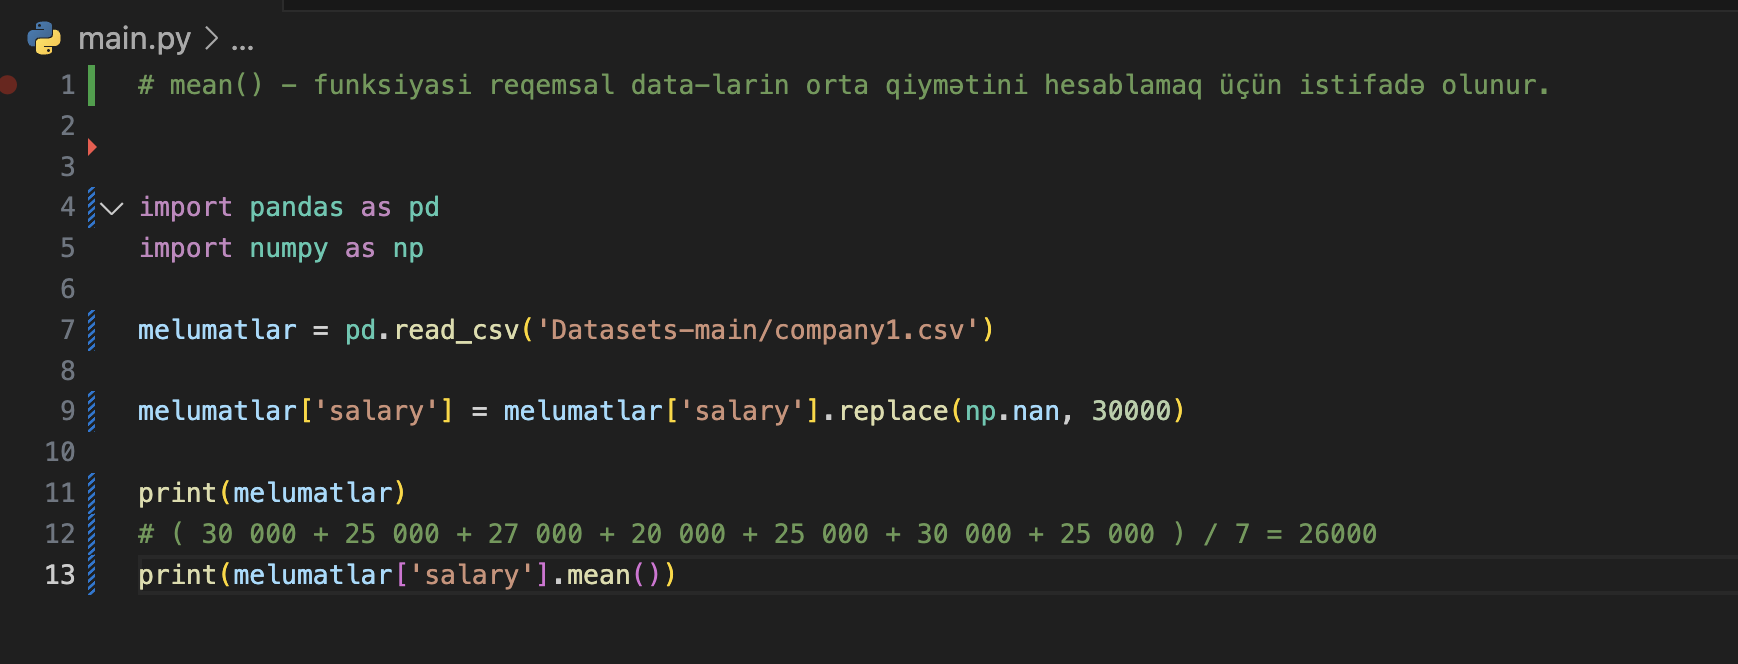 main.py > ...
1 # mean() - funksiyasi reqemsal data-larin orta qiymətini hesablamaq üçün istifadə olunur.
2
3
4 import pandas as pd
5 import numpy as np
6
7 melumatlar = pd.read_csv('Datasets-main/company1.csv')
8
9 melumatlar['salary'] = melumatlar['salary'].replace(np.nan, 30000)
10
11 print(melumatlar)
12 # ( 30 000 + 25 000 + 27 000 + 20 000 + 25 000 + 30 000 + 25 000 ) / 7 = 26000
13 print(melumatlar['salary'].mean())